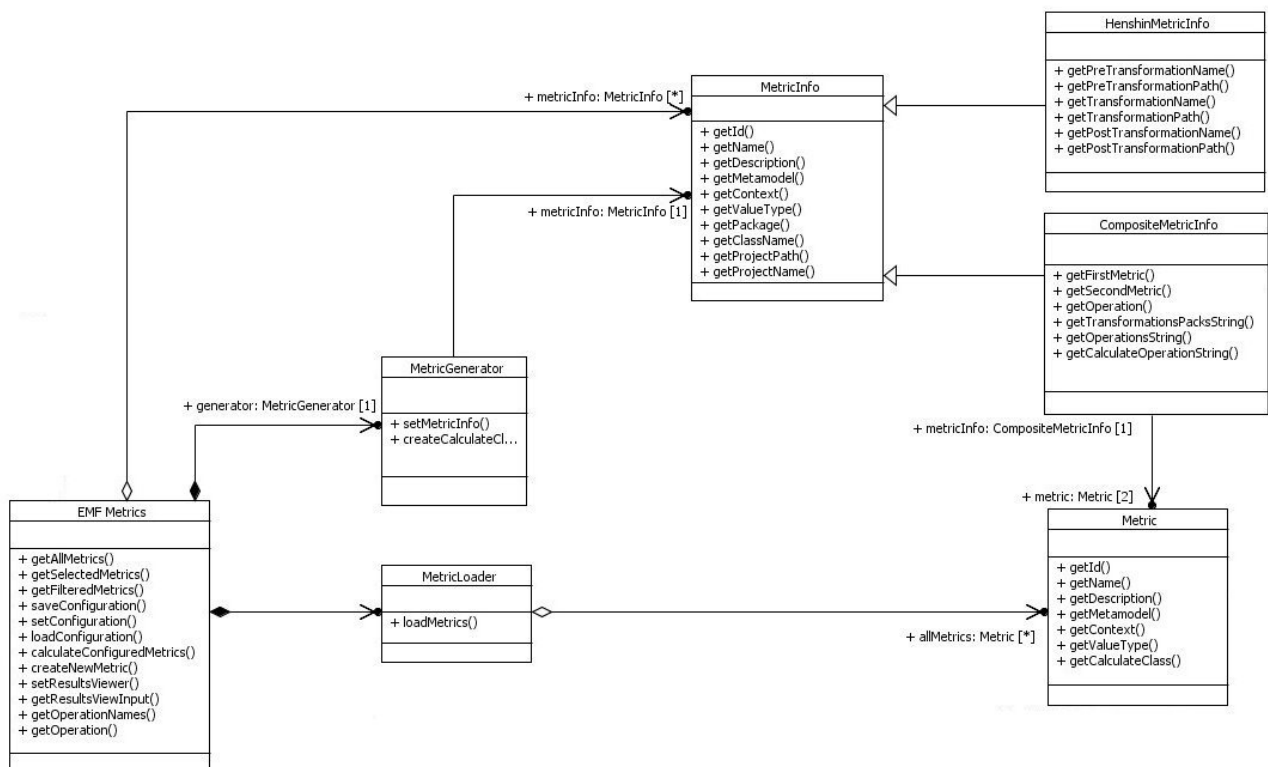 HenshinMetricInfo
+ getPreTransformationName()
+ getPreTransformationPath()
+ getTransformationName()
+ getTransformationPath()
+ getPostTransformationName()
+ getPostTransformationPath()
MetricInfo
+ getId()
+ getName()
+ getDescription()
+ getMetamodel()
+ getContext()
+ getValueType()
+ getPackage()
+ getClassName()
+ getProjectPath()
+ getProjectName()
+ metricInfo: MetricInfo [*]
+ metricInfo: MetricInfo [1]
CompositeMetricInfo
+ getFirstMetric()
+ getSecondMetric()
+ getOperation()
+ getTransformationsPacksString()
+ getOperationsString()
+ getCalculateOperationString()
MetricGenerator
+ setMetricInfo()
+ createCalculateCl...
+ generator: MetricGenerator [1]
+ metricInfo: CompositeMetricInfo [1]
+ metric: Metric [2]
EMF Metrics
+ getAllMetrics()
+ getSelectedMetrics()
+ getFilteredMetrics()
+ saveConfiguration()
+ setConfiguration()
+ loadConfiguration()
+ calculateConfiguredMetrics()
+ createNewMetric()
+ setResultsViewer()
+ getResultsViewInput()
+ getOperationNames()
+ getOperation()
MetricLoader
+ loadMetrics()
+ allMetrics: Metric [*]
Metric
+ getId()
+ getName()
+ getDescription()
+ getMetamodel()
+ getContext()
+ getValueType()
+ getCalculateClass()